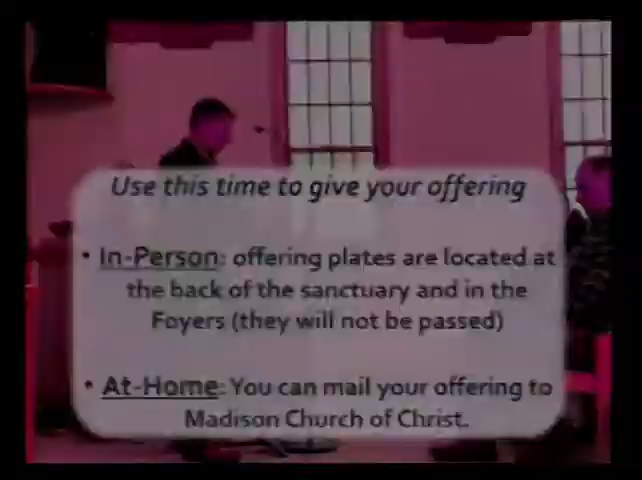 Use this time to give your offering
• In-Person: offering plates are located at
the back of the sanctuary and in the
Foyers (they will not be passed)
• At-Home: You can mail your offering to
Madison Church of Christ.